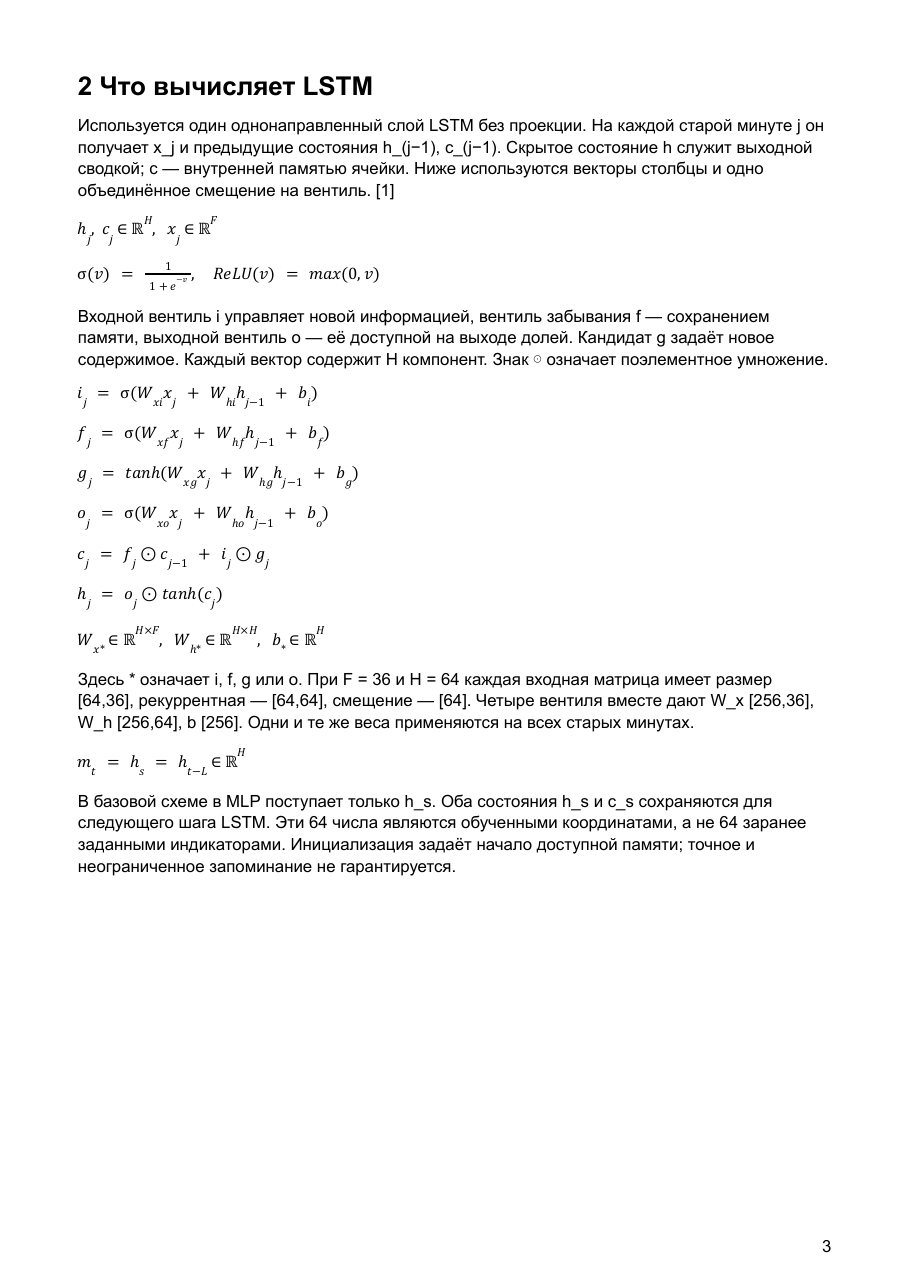 2 Что вычисляет LSTM
Используется один однонаправленный слой LSTM без проекции. На каждой старой минуте j он
получает x_j и предыдущие состояния h_(j−1), c_(j−1). Скрытое состояние h служит выходной
сводкой; c — внутренней памятью ячейки. Ниже используются векторы столбцы и одно
объединённое смещение на вентиль. [1]
h_j, c_j ∈ ℝ^H, x_j ∈ ℝ^F
σ(v) = 1/(1 + e^−v), ReLU(v) = max(0, v)
Входной вентиль i управляет новой информацией, вентиль забывания f — сохранением
памяти, выходной вентиль o — её доступной на выходе долей. Кандидат g задаёт новое
содержимое. Каждый вектор содержит H компонент. Знак ⊙ означает поэлементное умножение.
i_j = σ(W_xi x_j + W_hi h_j−1 + b_i)
f_j = σ(W_xf x_j + W_hf h_j−1 + b_f)
g_j = tanh(W_xg x_j + W_hg h_j−1 + b_g)
o_j = σ(W_xo x_j + W_ho h_j−1 + b_o)
c_j = f_j ⊙ c_j−1 + i_j ⊙ g_j
h_j = o_j ⊙ tanh(c_j)
W_x* ∈ ℝ^H×F, W_h* ∈ ℝ^H×H, b_* ∈ ℝ^H
Здесь * означает i, f, g или o. При F = 36 и H = 64 каждая входная матрица имеет размер
[64,36], рекуррентная — [64,64], смещение — [64]. Четыре вентиля вместе дают W_x [256,36],
W_h [256,64], b [256]. Одни и те же веса применяются на всех старых минутах.
m_t = h_s = h_t−L ∈ ℝ^H
В базовой схеме в MLP поступает только h_s. Оба состояния h_s и c_s сохраняются для
следующего шага LSTM. Эти 64 числа являются обученными координатами, а не 64 заранее
заданными индикаторами. Инициализация задаёт начало доступной памяти; точное и
неограниченное запоминание не гарантируется.
3